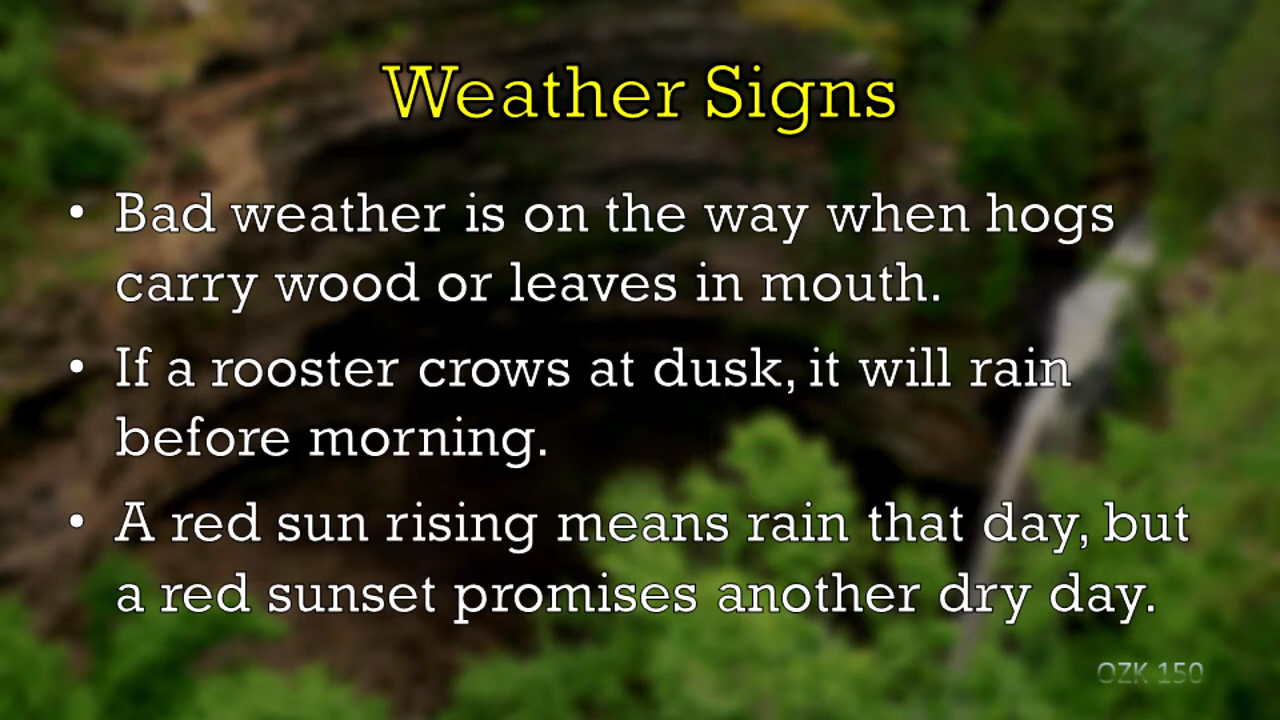 Weather Signs
• Bad weather is on the way when hogs
carry wood or leaves in mouth.
• If a rooster crows at dusk, it will rain
before morning.
• A red sun rising means rain that day, but
a red sunset promises another dry day.
OZK 150